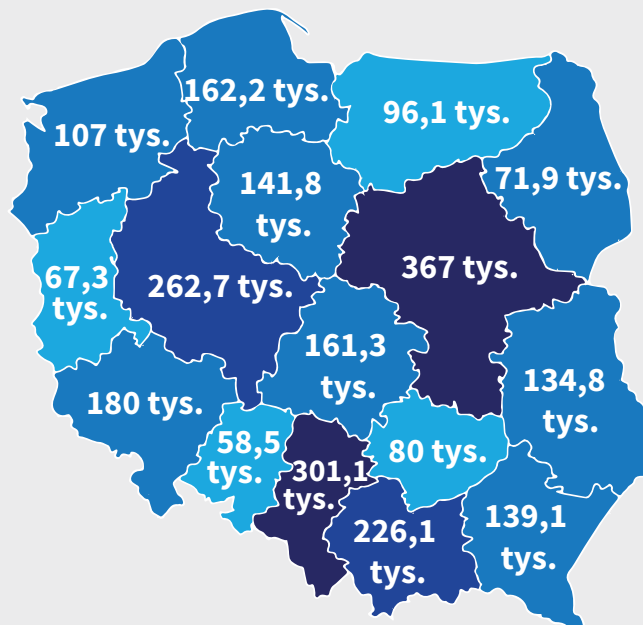 162,2 tys.
96,1 tys.
107 tys.
141,8
tys.
71,9 tys.
367 tys.
67,3
tys.
262,7 tys.
161,3
tys.
134,8
tys.
180 tys.
58,5
tys.
80 tys.
301,1
tys.
226,1
tys.
139,1
tys.